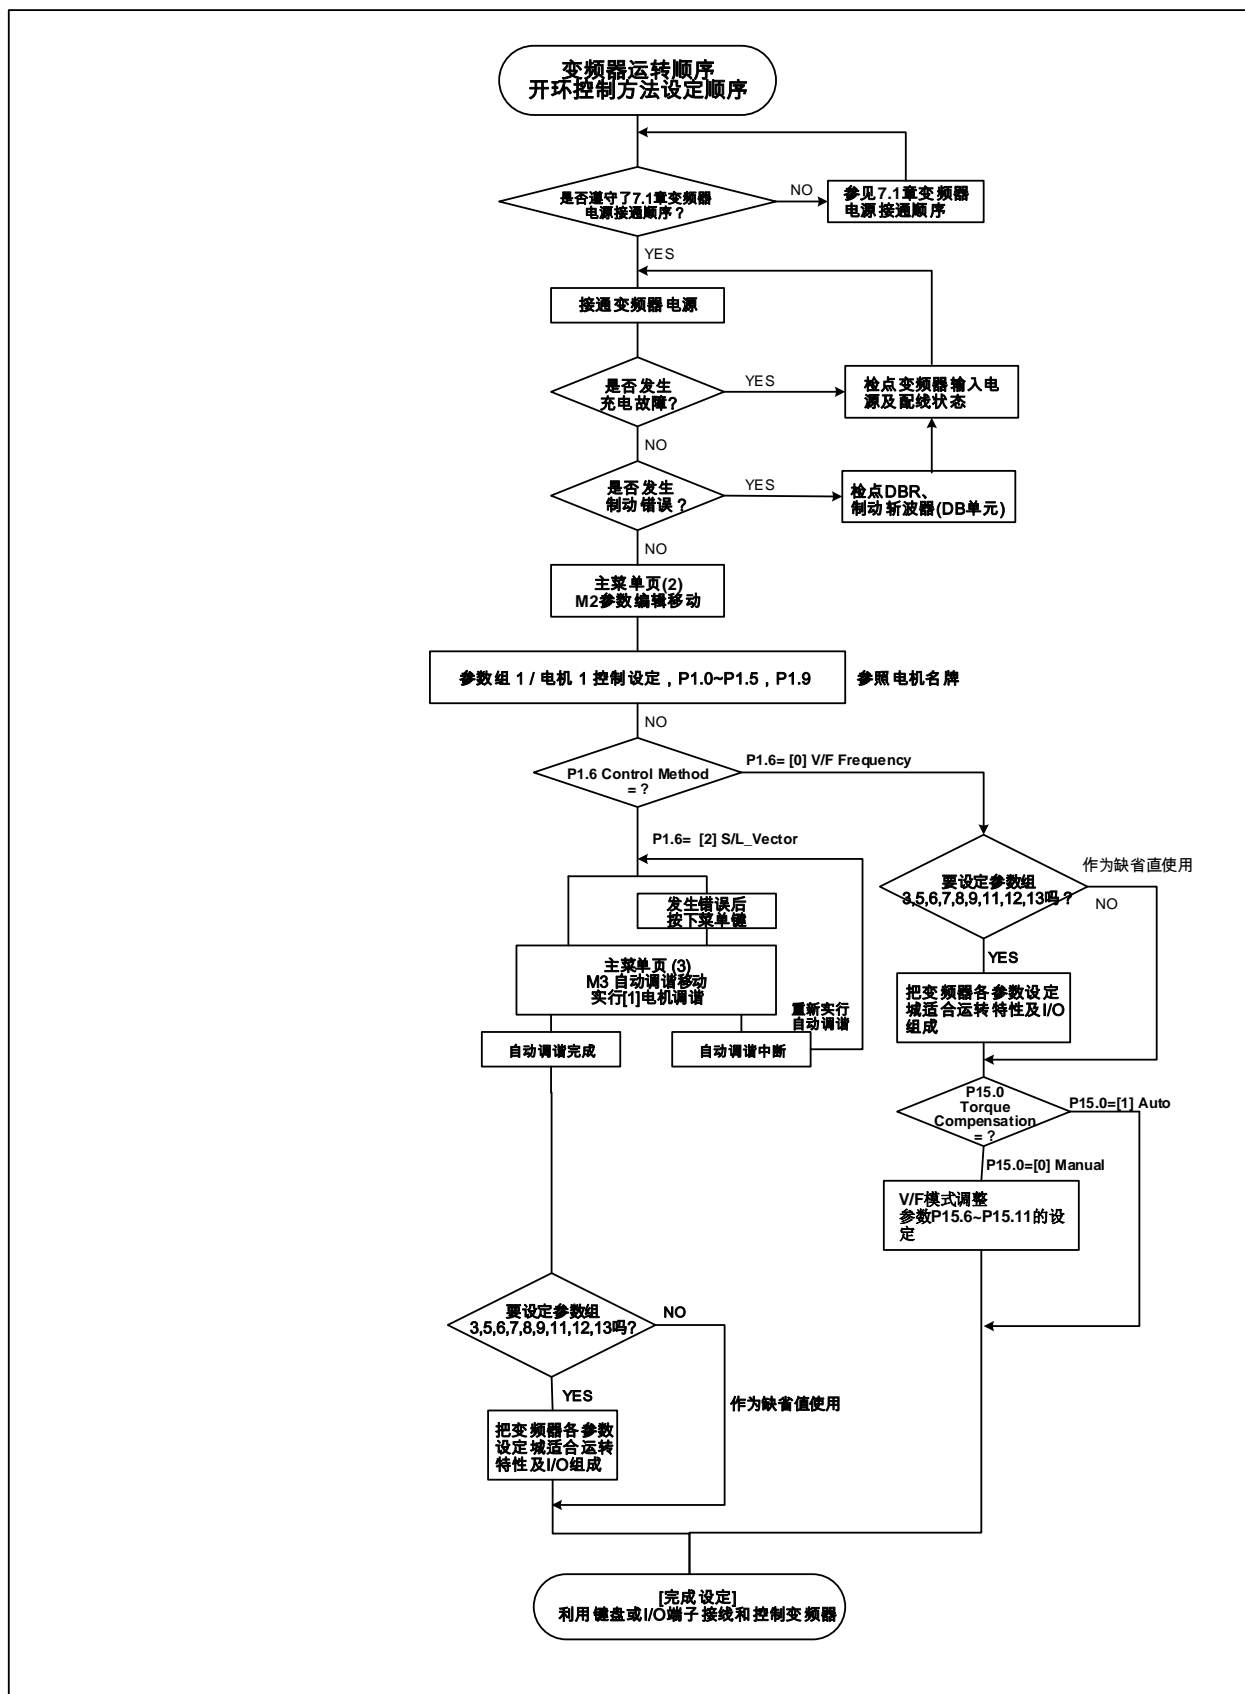 变频器运转顺序
开环控制方法设定顺序
是否遵守了7.1章变频器
电源接通顺序?
NO
参见7.1章变频器
电源接通顺序
YES
接通变频器电源
是否发生
充电故障?
YES
检点变频器输入电
源及配线状态
NO
是否发生
制动错误?
YES
检点DBR、
制动斩波器(DB单元)
NO
主菜单页(2)
M2参数编辑移动
参数组 1 / 电机 1 控制设定，P1.0~P1.5，P1.9
参照电机名牌
NO
P1.6 Control Method
= ?
P1.6= [0] V/F Frequency
P1.6= [2] S/L_Vector
发生错误后
按下菜单键
主菜单页 (3)
M3 自动调谐移动
实行[1]电机调谐
重新实行
自动调谐
自动调谐完成
自动调谐中断
要设定参数组
3,5,6,7,8,9,11,12,13吗?
作为缺省值使用
NO
YES
把变频器各参数设定
城适合运转特性及I/O
组成
P15.0
Torque
Compensation
= ?
P15.0=[1] Auto
P15.0=[0] Manual
V/F模式调整
参数P15.6~P15.11的设
定
要设定参数组
3,5,6,7,8,9,11,12,13吗?
NO
YES
作为缺省值使用
把变频器各参数
设定城适合运转
特性及I/O组成
[完成设定]
利用键盘或I/O端子接线和控制变频器